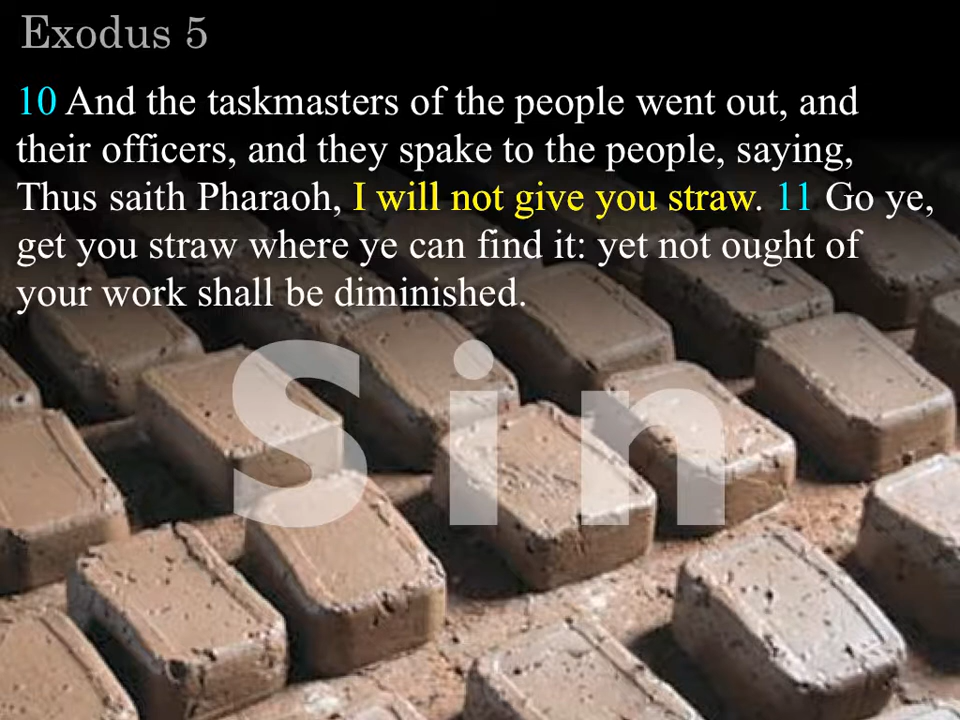 Exodus 5
10 And the taskmasters of the people went out, and
their officers, and they spake to the people, saying,
Thus saith Pharaoh, I will not give you straw. 11 Go ye,
get you straw where ye can find it: yet not ought of
your work shall be diminished.
Sin